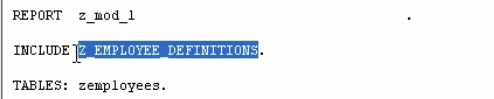 REPORT z_mod_1 .
INCLUDE Z_EMPLOYEE_DEFINITIONS.
TABLES: zemployees.